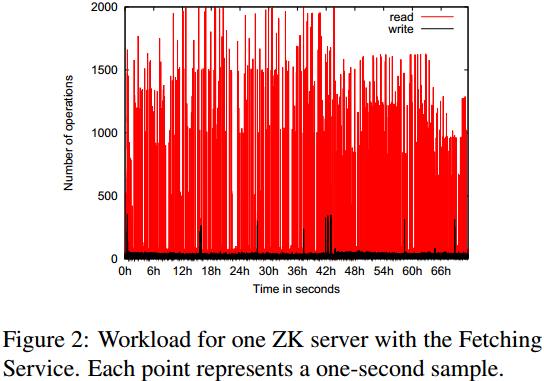 2000
read
write
1500
Number of operations
1000
500
0
0h 6h 12h 18h 24h 30h 36h 42h 48h 54h 60h 66h
Time in seconds
Figure 2: Workload for one ZK server with the Fetching
Service. Each point represents a one-second sample.